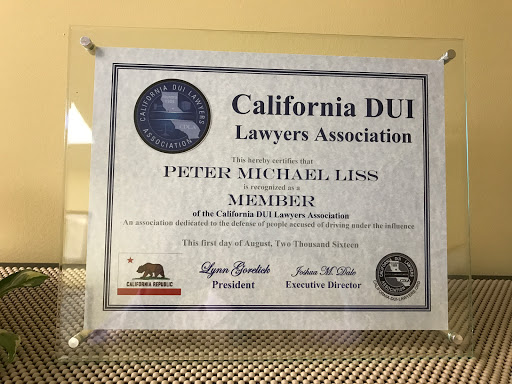 CALIFORNIA DUI LAWYERS
ASSOCIATION
California DUI
Lawyers Association
This hereby certifies that
PETER MICHAEL LISS
is recognized as a
MEMBER
of the California DUI Lawyers Association
An association dedicated to the defense of people accused of driving under the influence
This first day of August, Two Thousand Sixteen
CALIFORNIA REPUBLIC
Lynn Gorelick
President
Joshua M. Dale
Executive Director